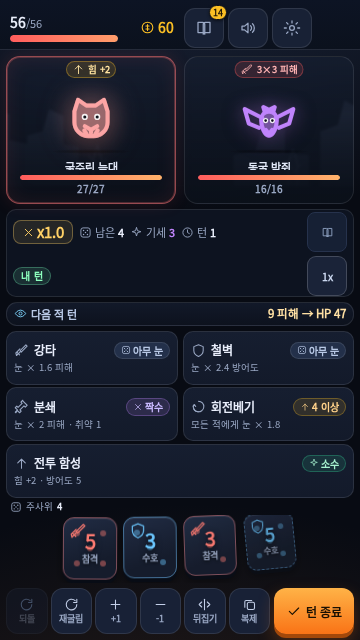 56/56
60
14
힘 +2
3×3 피해
굶주린 늑대
동굴 박쥐
27/27
16/16
x1.0
남은 4
기세 3
턴 1
내 턴
1x
다음 적 턴
9 피해 → HP 47
강타
아무 눈
눈 × 1.6 피해
철벽
아무 눈
눈 × 2.4 방어도
분쇄
짝수
눈 × 2 피해 · 취약 1
회전베기
4 이상
모든 적에게 눈 × 1.8
전투 함성
소수
힘 +2 · 방어도 5
주사위 4
5
참격
3
수호
3
참격
5
수호
되돌
재굴림
+1
-1
뒤집기
복제
턴 종료